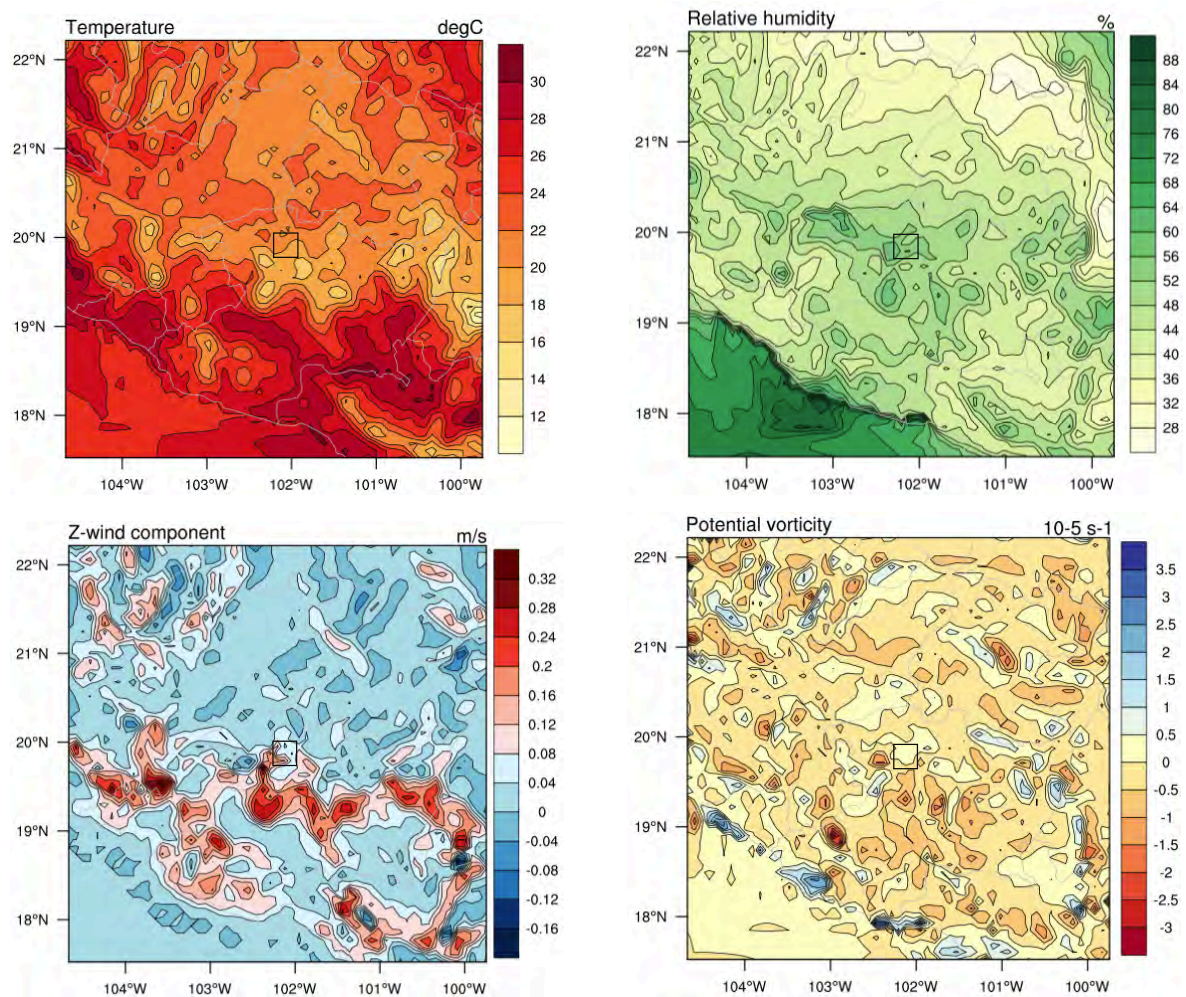 Temperature degC
22°N
21°N
20°N
19°N
18°N
104°W 103°W 102°W 101°W 100°W
30
28
26
24
22
20
18
16
14
12
Relative humidity %
22°N
21°N
20°N
19°N
18°N
104°W 103°W 102°W 101°W 100°W
88
84
80
76
72
68
64
60
56
52
48
44
40
36
32
28
Z-wind component m/s
22°N
21°N
20°N
19°N
18°N
104°W 103°W 102°W 101°W 100°W
0.32
0.28
0.24
0.2
0.16
0.12
0.08
0.04
0
-0.04
-0.08
-0.12
-0.16
Potential vorticity 10-5 s-1
22°N
21°N
20°N
19°N
18°N
104°W 103°W 102°W 101°W 100°W
3.5
3
2.5
2
1.5
1
0.5
0
-0.5
-1
-1.5
-2
-2.5
-3